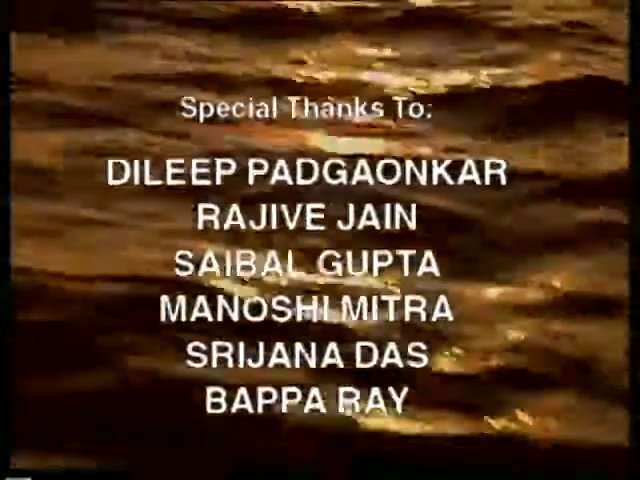 Special Thanks To:
DILEEP PADGAONKAR
RAJIVE JAIN
SAIBAL GUPTA
MANOSHI MITRA
SRIJANA DAS
BAPPA RAY